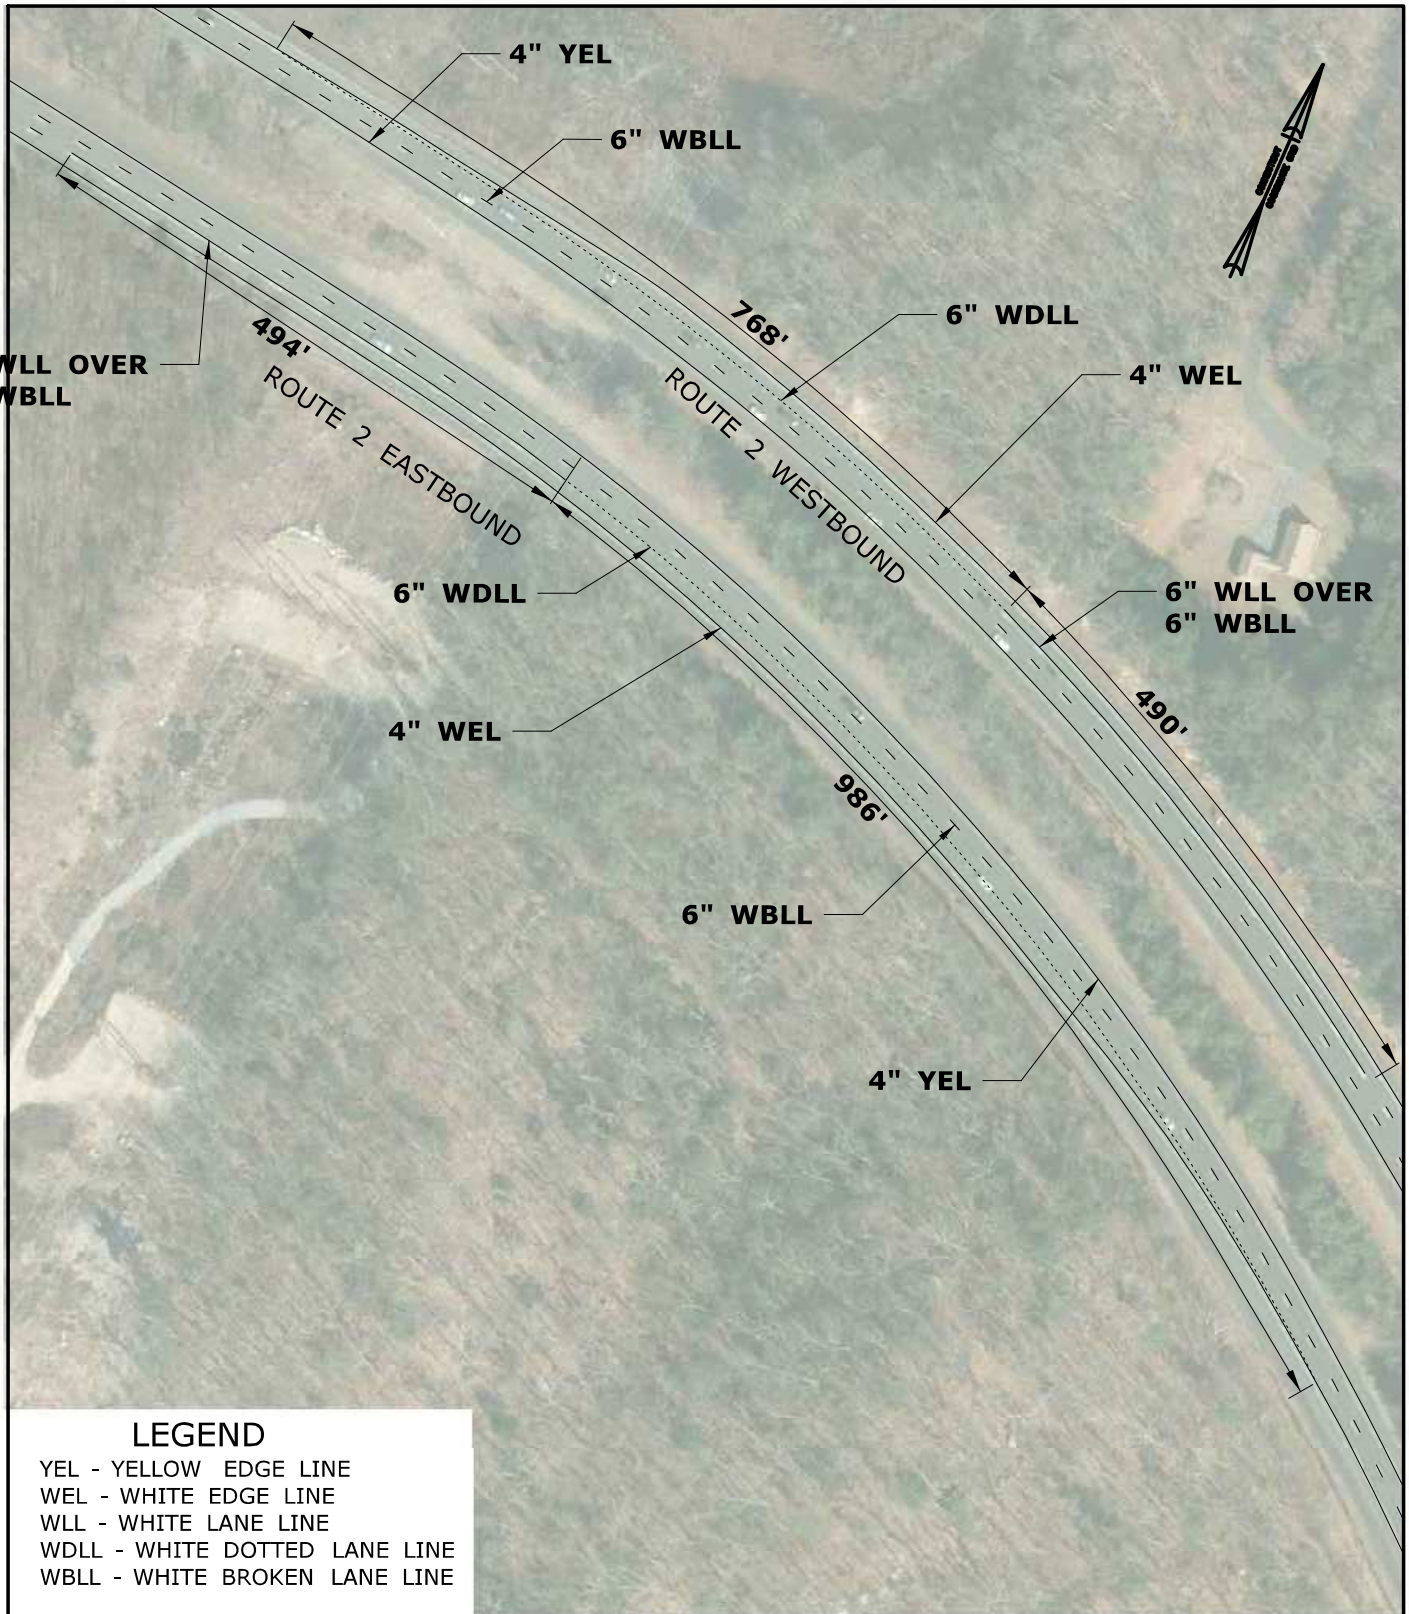 4" YEL
6" WBLL
768'
6" WDLL
4" WEL
494'
WLL OVER
WBLL
ROUTE 2 EASTBOUND
ROUTE 2 WESTBOUND
6" WDLL
6" WLL OVER
6" WBLL
4" WEL
490'
986'
6" WBLL
4" YEL
LEGEND
YEL - YELLOW EDGE LINE
WEL - WHITE EDGE LINE
WLL - WHITE LANE LINE
WDLL - WHITE DOTTED LANE LINE
WBLL - WHITE BROKEN LANE LINE